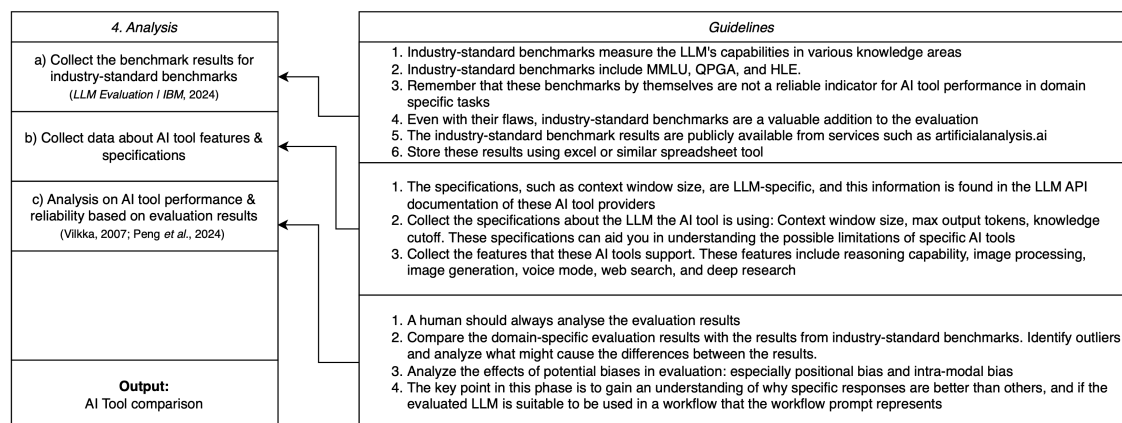 4. Analysis
a) Collect the benchmark results for
industry-standard benchmarks
(LLM Evaluation | IBM, 2024)
b) Collect data about AI tool features &
specifications
c) Analysis on AI tool performance &
reliability based on evaluation results
(Vilkka, 2007; Peng et al., 2024)
Output:
AI Tool comparison
Guidelines
1. Industry-standard benchmarks measure the LLM's capabilities in various knowledge areas
2. Industry-standard benchmarks include MMLU, QPGA, and HLE.
3. Remember that these benchmarks by themselves are not a reliable indicator for AI tool performance in domain
specific tasks
4. Even with their flaws, industry-standard benchmarks are a valuable addition to the evaluation
5. The industry-standard benchmark results are publicly available from services such as artificialanalysis.ai
6. Store these results using excel or similar spreadsheet tool
1. The specifications, such as context window size, are LLM-specific, and this information is found in the LLM API
documentation of these AI tool providers
2. Collect the specifications about the LLM the AI tool is using: Context window size, max output tokens, knowledge
cutoff. These specifications can aid you in understanding the possible limitations of specific AI tools
3. Collect the features that these AI tools support. These features include reasoning capability, image processing,
image generation, voice mode, web search, and deep research
1. A human should always analyse the evaluation results
2. Compare the domain-specific evaluation results with the results from industry-standard benchmarks. Identify outliers
and analyze what might cause the differences between the results.
3. Analyze the effects of potential biases in evaluation: especially positional bias and intra-modal bias
4. The key point in this phase is to gain an understanding of why specific responses are better than others, and if the
evaluated LLM is suitable to be used in a workflow that the workflow prompt represents